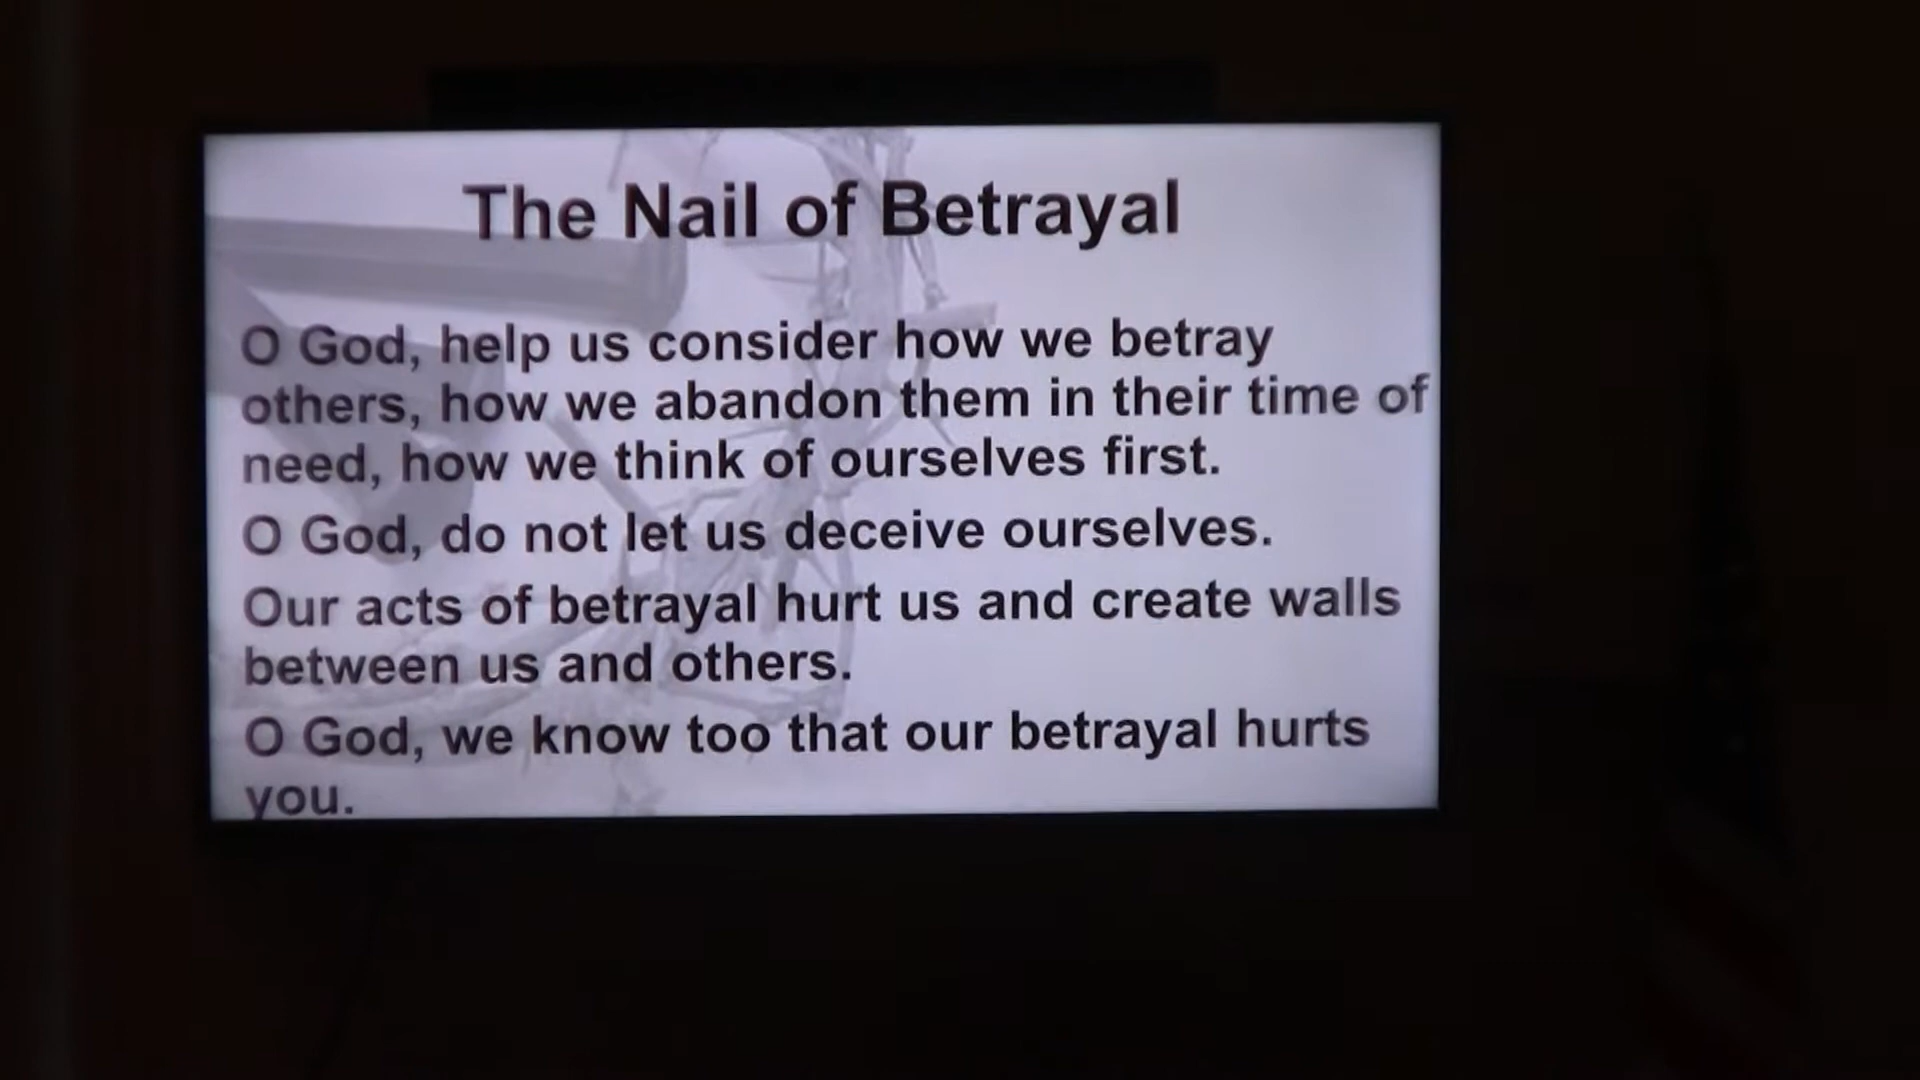 The Nail of Betrayal
O God, help us consider how we betray
others, how we abandon them in their time of
need, how we think of ourselves first.
O God, do not let us deceive ourselves.
Our acts of betrayal hurt us and create walls
between us and others.
O God, we know too that our betrayal hurts
you.